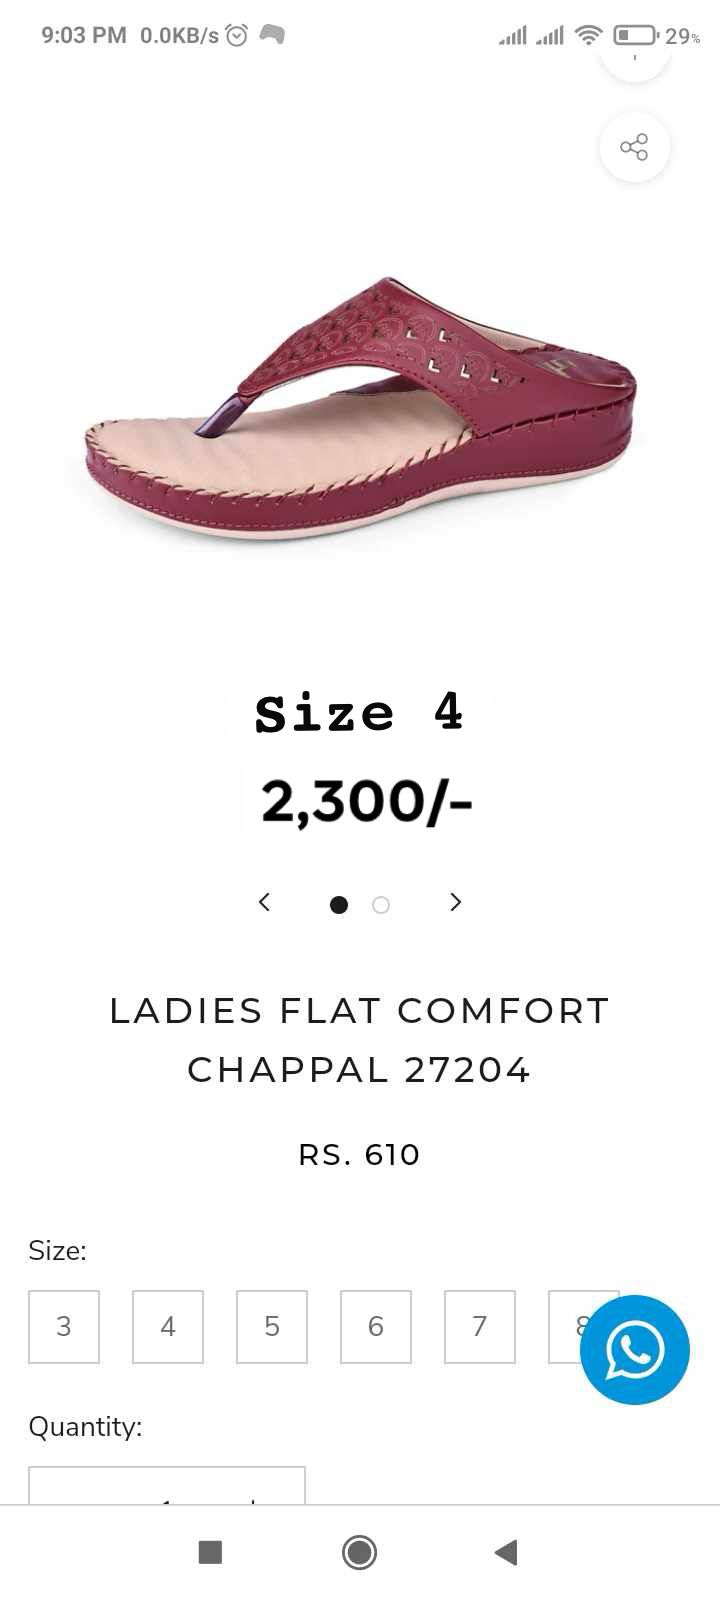 9:03 PM 0.0KB/s 29%
Size 4
2,300/-
LADIES FLAT COMFORT
CHAPPAL 27204
RS. 610
Size:
3 4 5 6 7 8
Quantity: